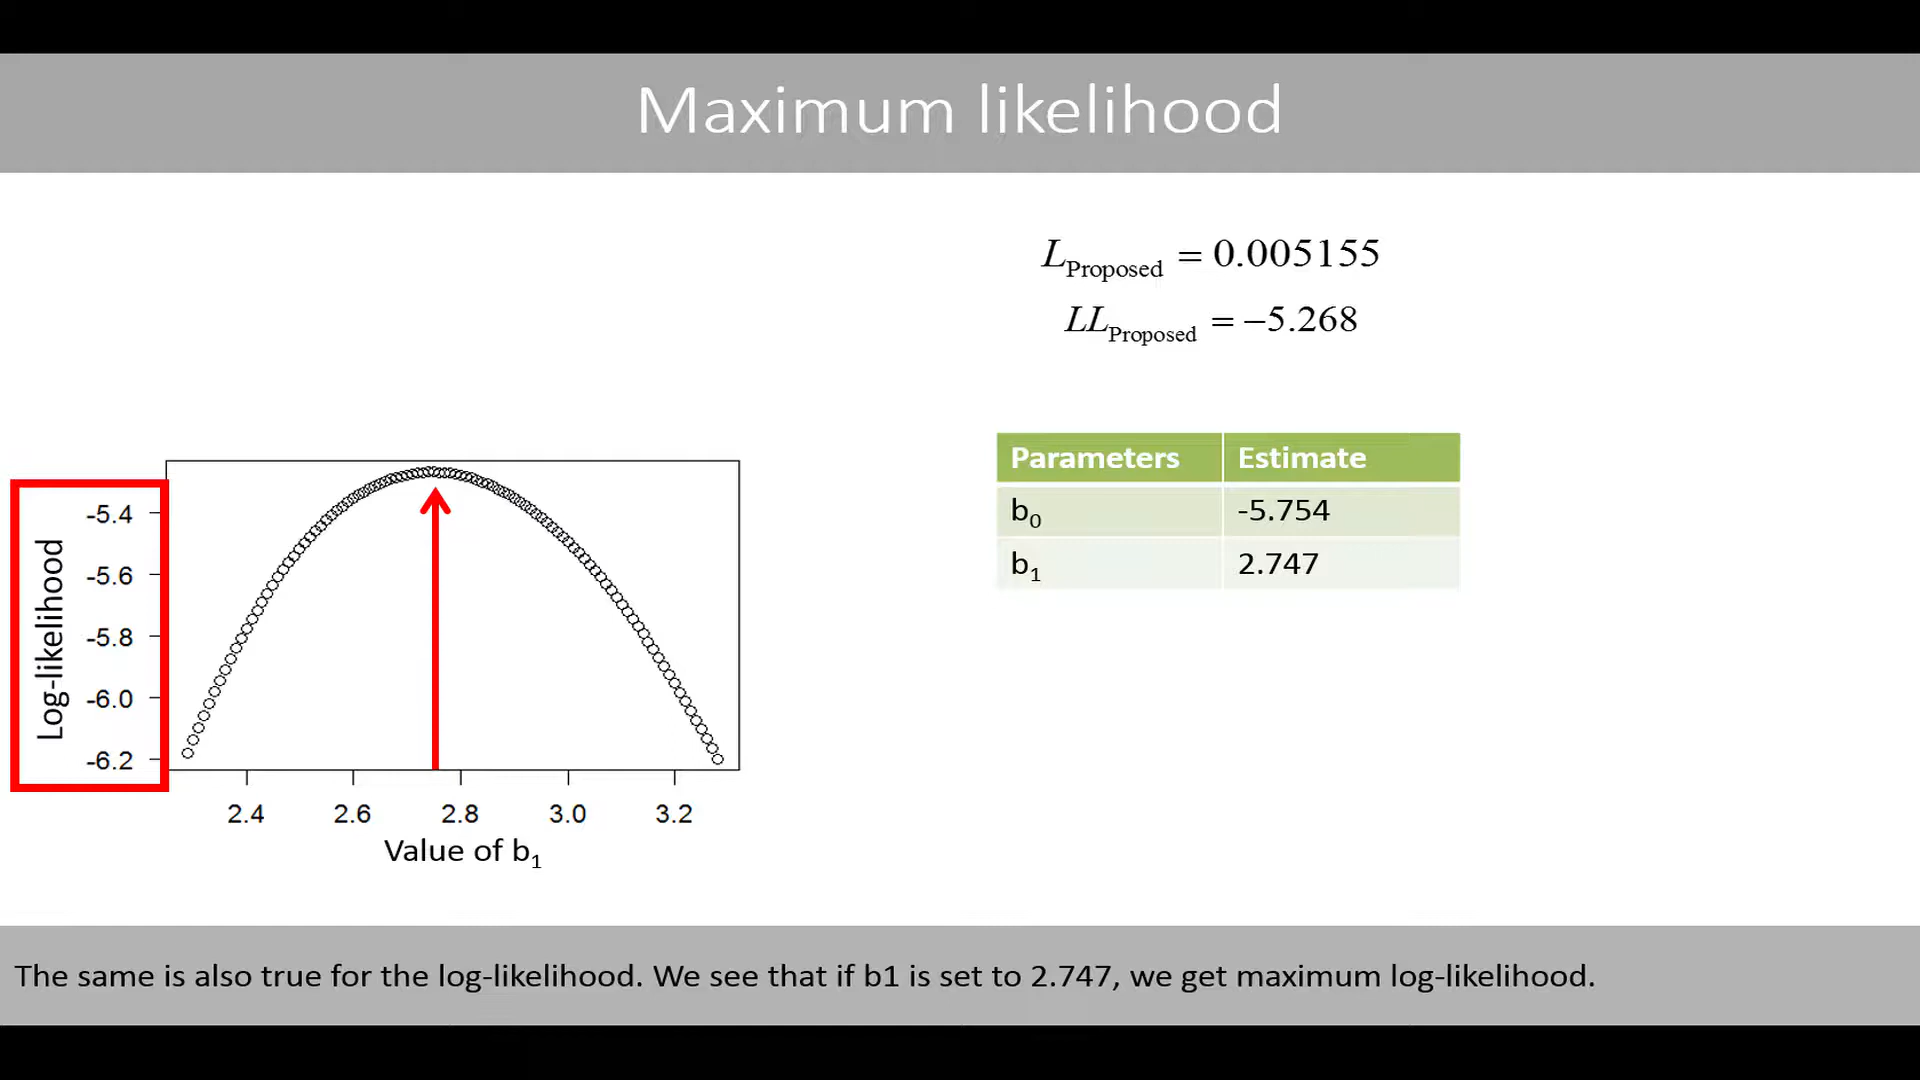 Maximum likelihood
L Proposed = 0.005155
LL Proposed = −5.268
Log-likelihood
-5.4
-5.6
-5.8
-6.0
-6.2
2.4 2.6 2.8 3.0 3.2
Value of b1
Parameters Estimate
b0 -5.754
b1 2.747
The same is also true for the log-likelihood. We see that if b1 is set to 2.747, we get maximum log-likelihood.